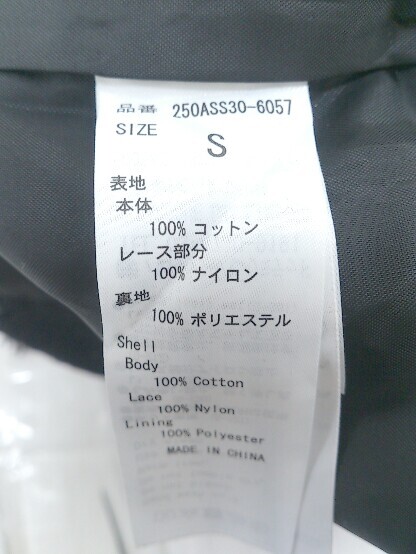 品番 250ASS30-6057
SIZE
S
表地
本体
100% コットン
レース部分
100% ナイロン
裏地
100% ポリエステル
Shell
Body
100% Cotton
Lace
100% Nylon
Lining
100% Polyester
MADE IN CHINA